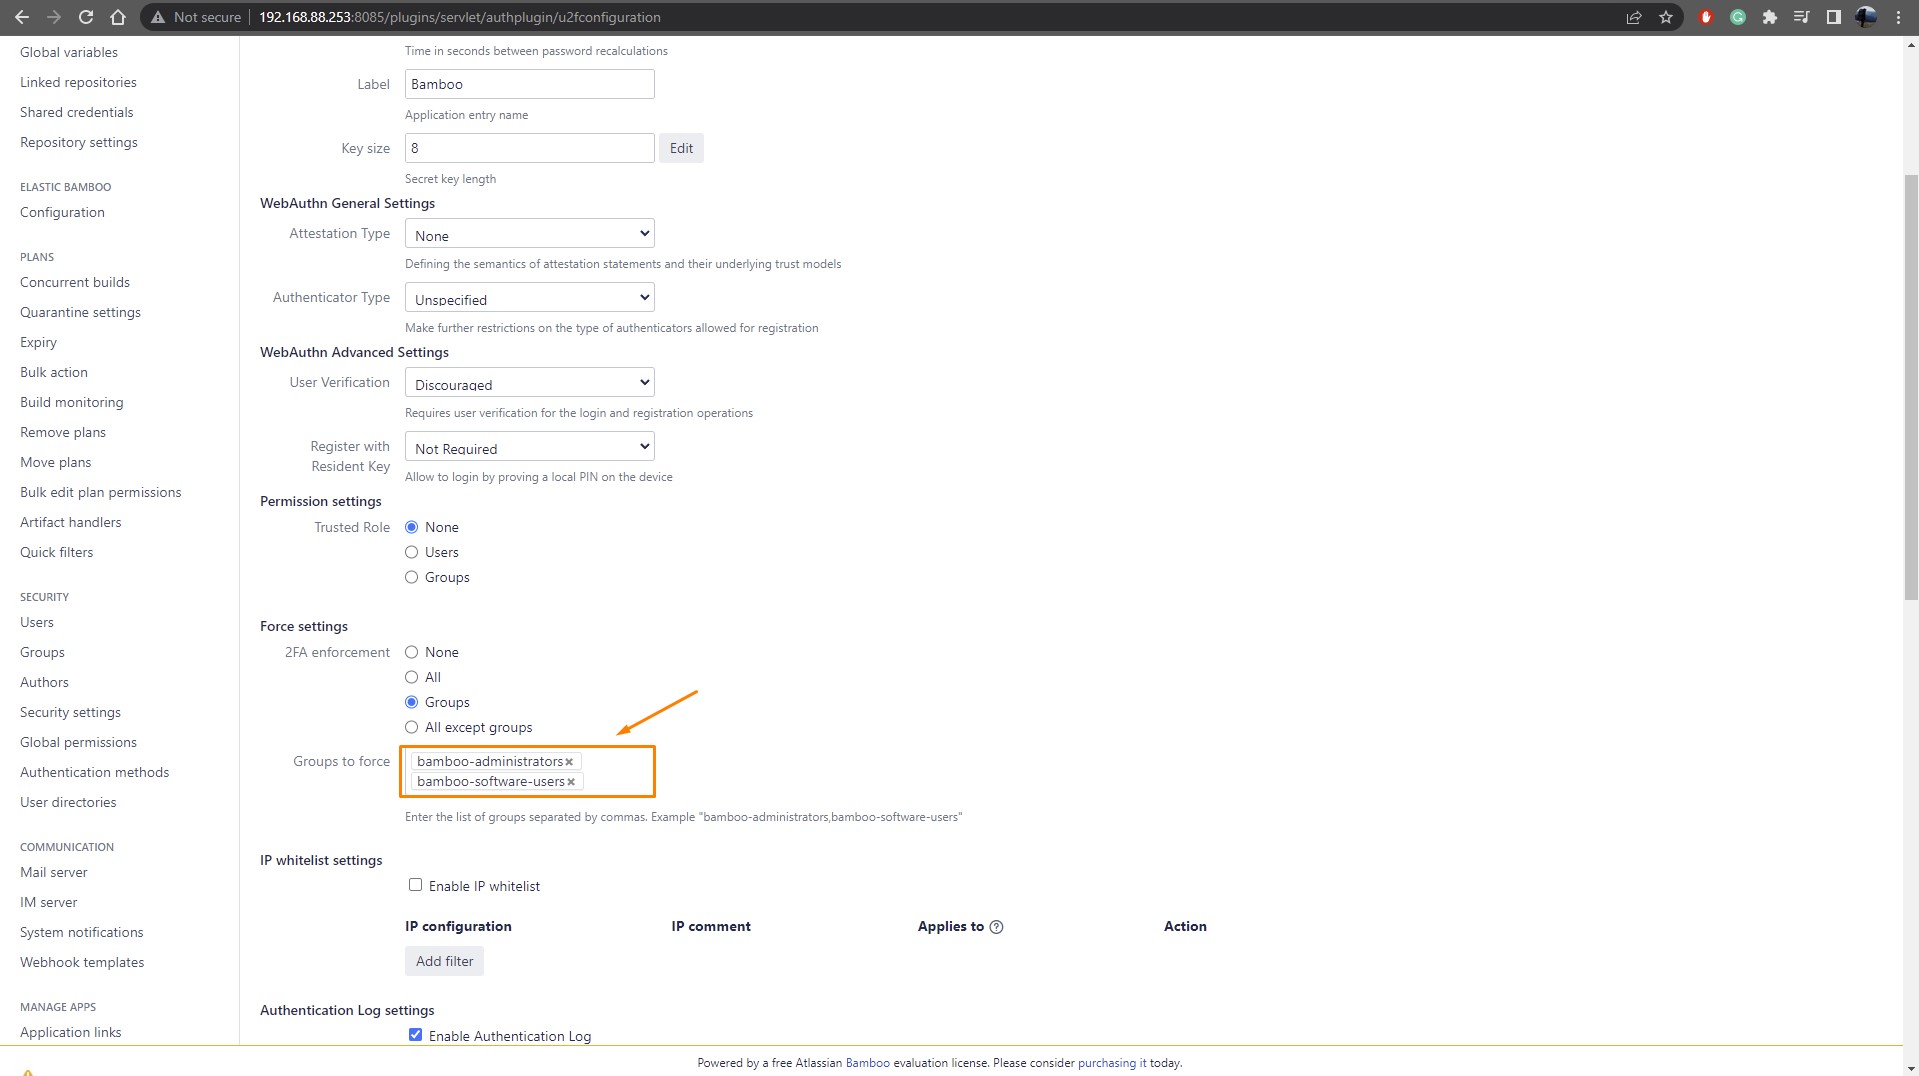 Not secure
192.168.88.253:8085/plugins/servlet/authplugin/u2fconfiguration
Global variables
Linked repositories
Shared credentials
Repository settings
ELASTIC BAMBOO
Configuration
PLANS
Concurrent builds
Quarantine settings
Expiry
Bulk action
Build monitoring
Remove plans
Move plans
Bulk edit plan permissions
Artifact handlers
Quick filters
SECURITY
Users
Groups
Authors
Security settings
Global permissions
Authentication methods
User directories
COMMUNICATION
Mail server
IM server
System notifications
Webhook templates
MANAGE APPS
Application links
Time in seconds between password recalculations
Label
Bamboo
Application entry name
Key size
8
Edit
Secret key length
WebAuthn General Settings
Attestation Type
None
Defining the semantics of attestation statements and their underlying trust models
Authenticator Type
Unspecified
Make further restrictions on the type of authenticators allowed for registration
WebAuthn Advanced Settings
User Verification
Discouraged
Requires user verification for the login and registration operations
Register with
Resident Key
Not Required
Allow to login by proving a local PIN on the device
Permission settings
Trusted Role
None
Users
Groups
Force settings
2FA enforcement
None
All
Groups
All except groups
Groups to force
bamboo-administrators
bamboo-software-users
Enter the list of groups separated by commas. Example "bamboo-administrators,bamboo-software-users"
IP whitelist settings
Enable IP whitelist
IP configuration
IP comment
Applies to
Action
Add filter
Authentication Log settings
Enable Authentication Log
Powered by a free Atlassian Bamboo evaluation license. Please consider purchasing it today.